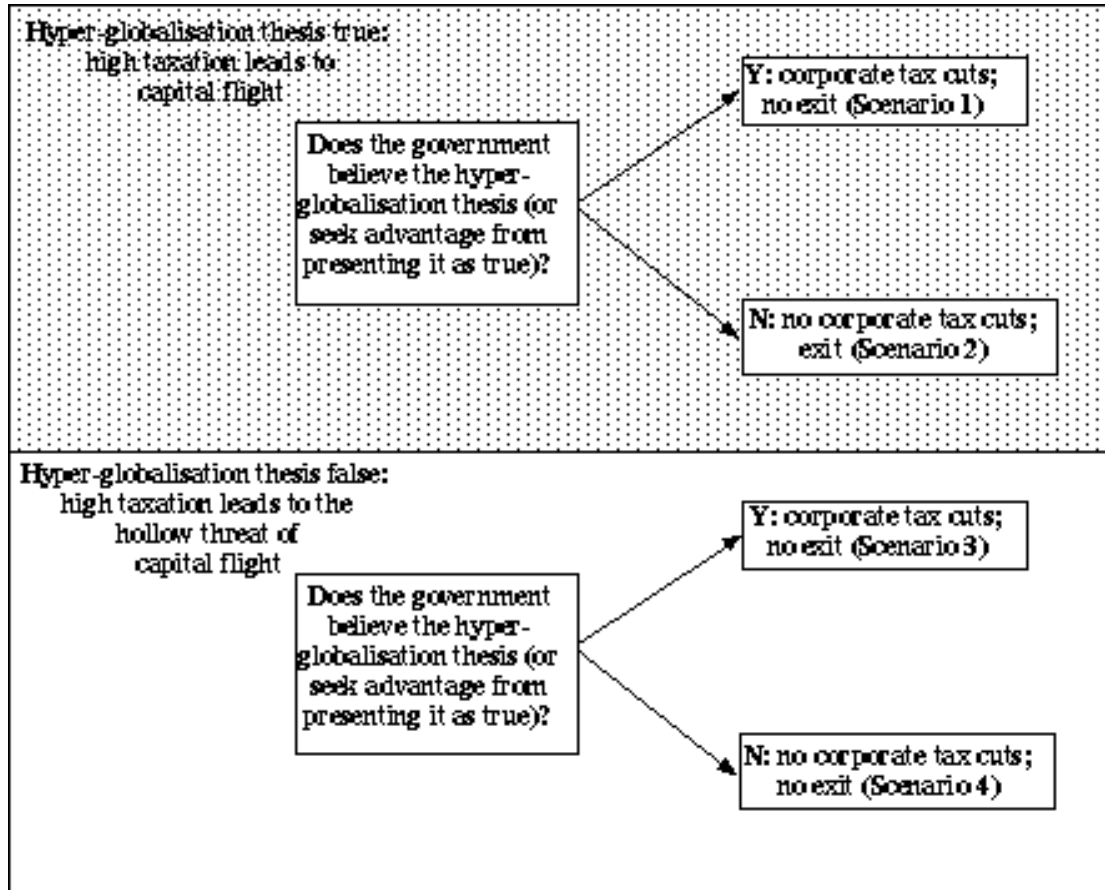 Hyper-globalisation thesis true:
high taxation leads to
capital flight
Does the government
believe the hyper-
globalisation thesis (or
seek advantage from
presenting it as true)?
Y: corporate tax cuts;
no exit (Scenario 1)
N: no corporate tax cuts;
exit (Scenario 2)
Hyper-globalisation thesis false:
high taxation leads to the
hollow threat of
capital flight
Does the government
believe the hyper-
globalisation thesis (or
seek advantage from
presenting it as true)?
Y: corporate tax cuts;
no exit (Scenario 3)
N: no corporate tax cuts;
no exit (Scenario 4)